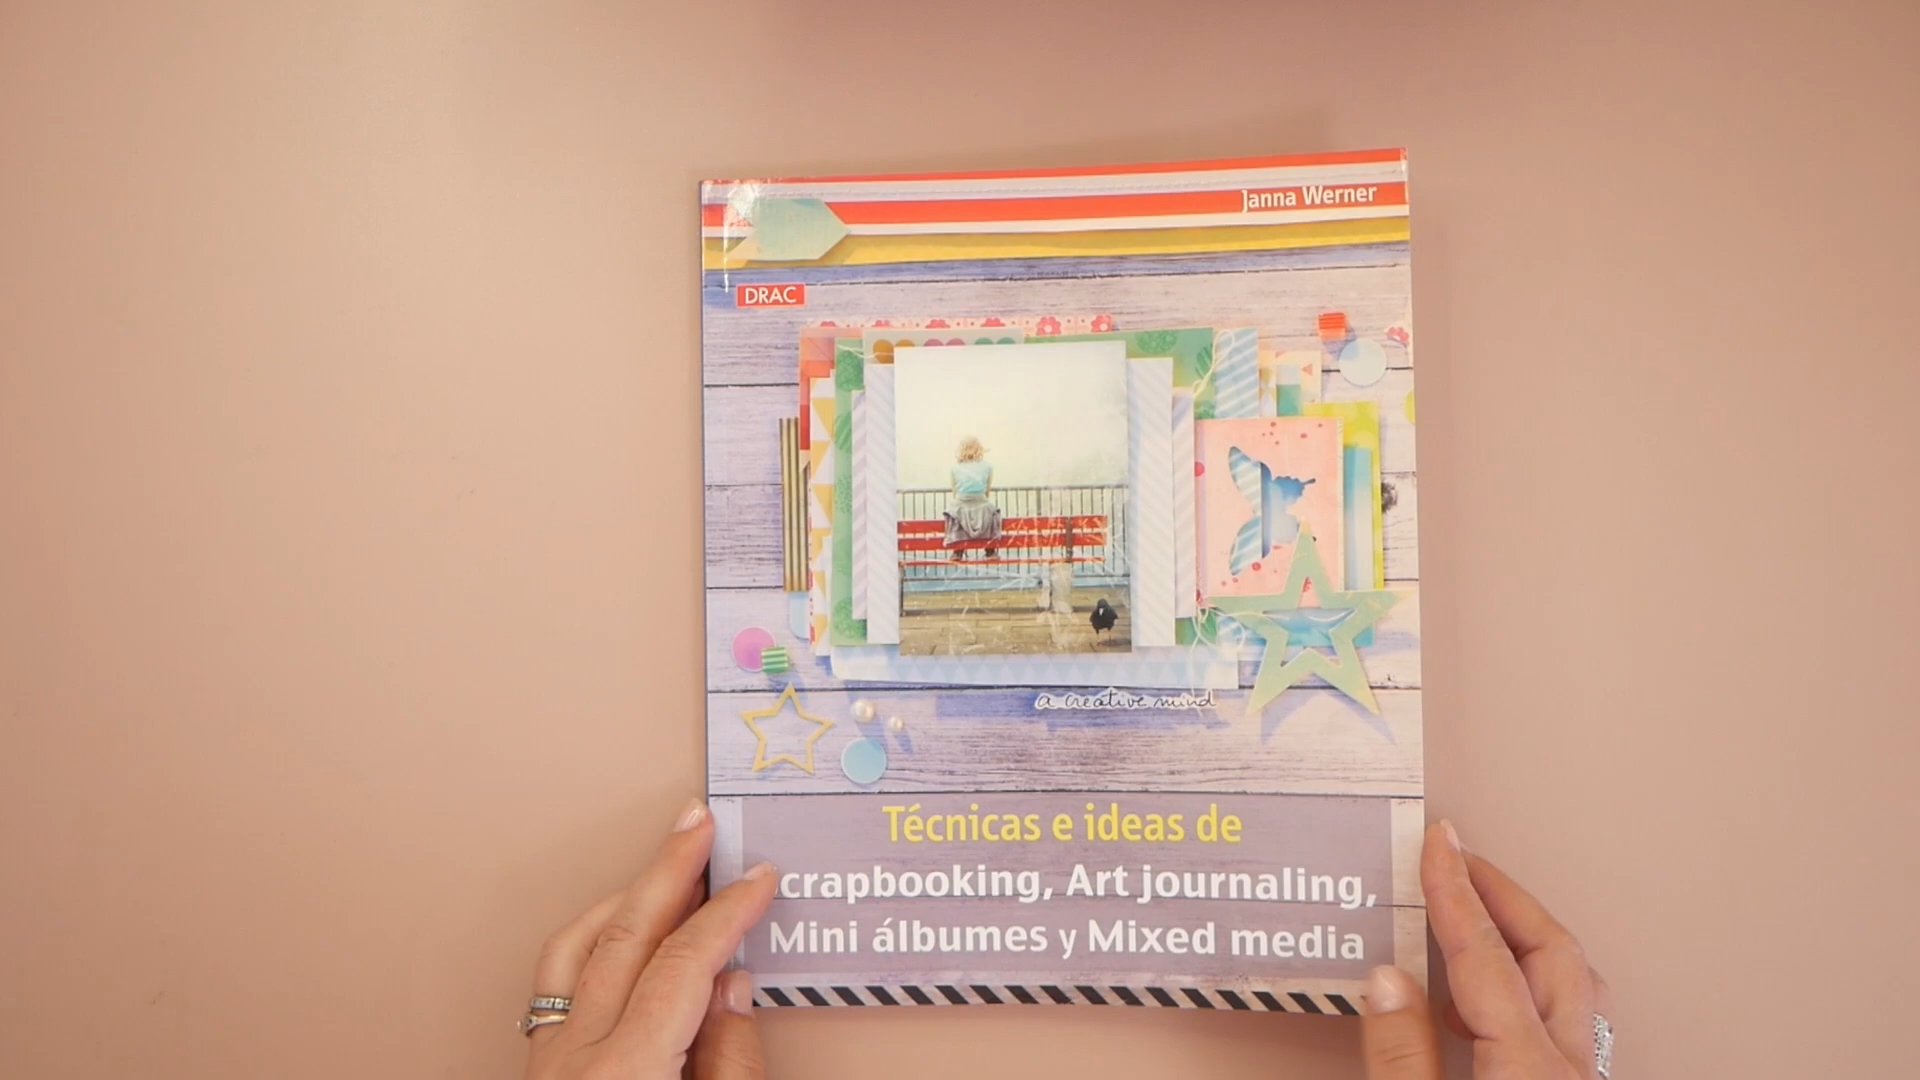 Janna Werner
DRAC
a creative mind
Técnicas e ideas de
crapbooking, Art journaling,
Mini álbumes y Mixed media